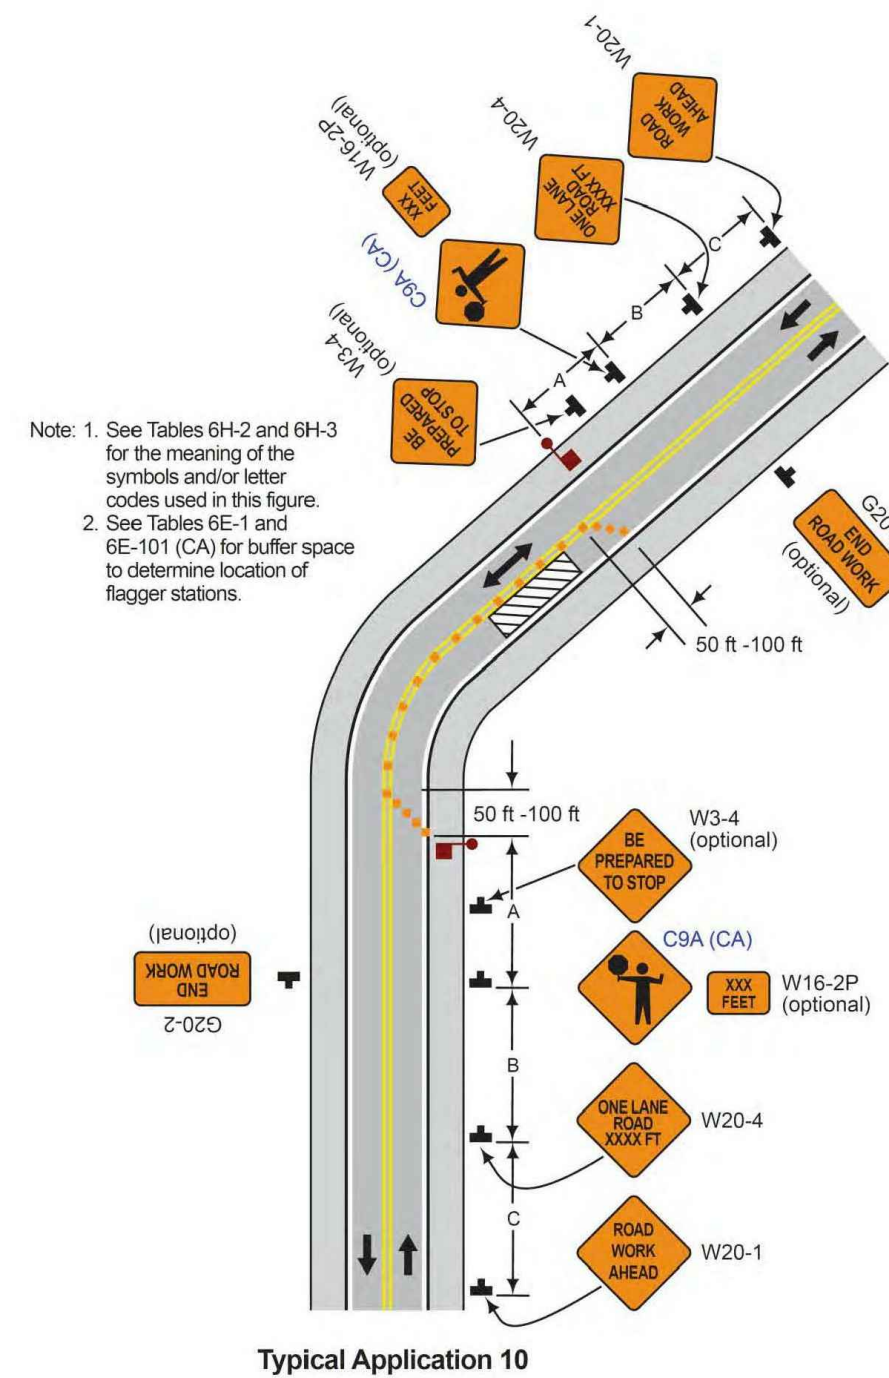 W20-1
ROAD
WORK
AHEAD
W20-4
ONE LANE
ROAD
XXXX FT
W16-2P
(optional)
XXX
FEET
C9A (CA)
W3-4
(optional)
BE
PREPARED
TO STOP
C
B
A
Note: 1. See Tables 6H-2 and 6H-3
for the meaning of the
symbols and/or letter
codes used in this figure.
2. See Tables 6E-1 and
6E-101 (CA) for buffer space
to determine location of
flagger stations.
G20
END
ROAD WORK
(optional)
50 ft -100 ft
50 ft -100 ft
BE
PREPARED
TO STOP
W3-4
(optional)
A
C9A (CA)
XXX
FEET
W16-2P
(optional)
G20-2
END
ROAD WORK
(optional)
B
ONE LANE
ROAD
XXXX FT
W20-4
C
ROAD
WORK
AHEAD
W20-1
Typical Application 10